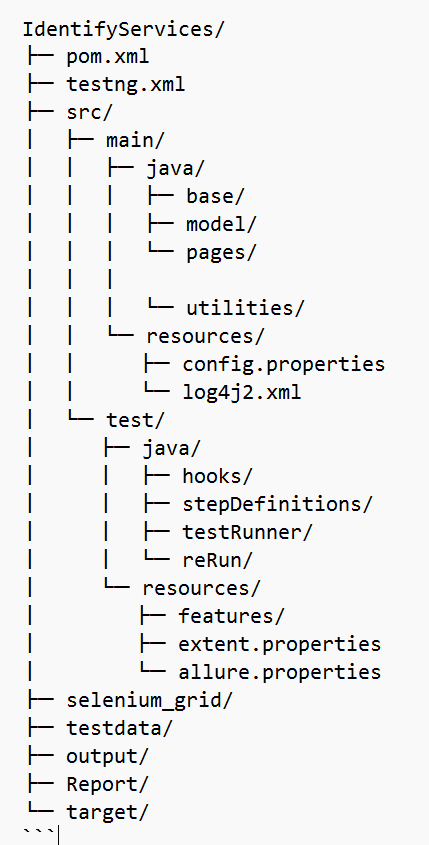 IdentifyServices/
├── pom.xml
├── testng.xml
├── src/
│   ├── main/
│   │   ├── java/
│   │   │   ├── base/
│   │   │   ├── model/
│   │   │   └── pages/
│   │   │
│   │   │   └── utilities/
│   │   └── resources/
│   │       ├── config.properties
│   │       └── log4j2.xml
│   └── test/
│       ├── java/
│       │   ├── hooks/
│       │   ├── stepDefinitions/
│       │   ├── testRunner/
│       │   └── reRun/
│       └── resources/
│           ├── features/
│           ├── extent.properties
│           └── allure.properties
├── selenium_grid/
├── testdata/
├── output/
├── Report/
└── target/
```